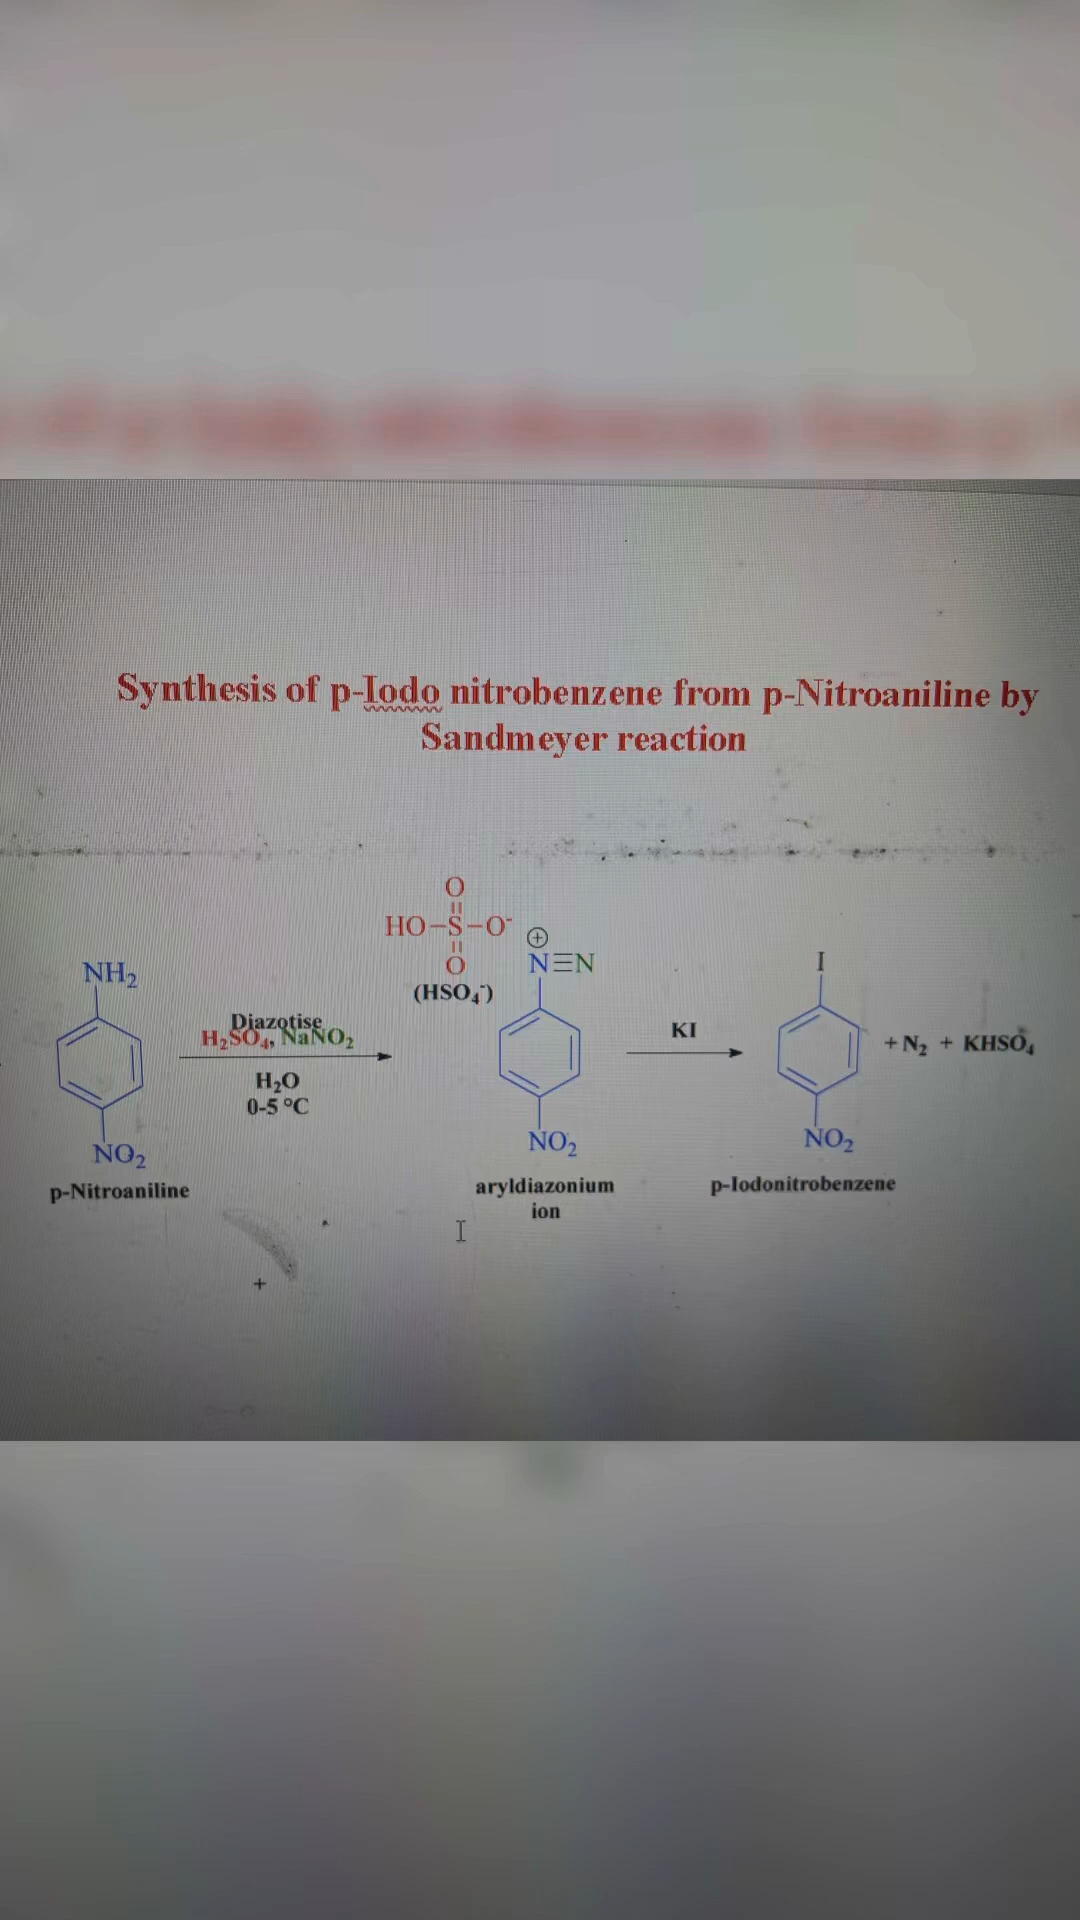 Synthesis of p-Iodo nitrobenzene from p-Nitroaniline by
Sandmeyer reaction
NH₂
NO₂
p-Nitroaniline
Diazotise
H₂SO₄, NaNO₂
H₂O
0-5 °C
O
HO–S–O⁻
O
(HSO₄⁻)
⊕
N≡N
NO₂
aryldiazonium
ion
KI
I
NO₂
p-Iodonitrobenzene
+ N₂ + KHSO₄
+